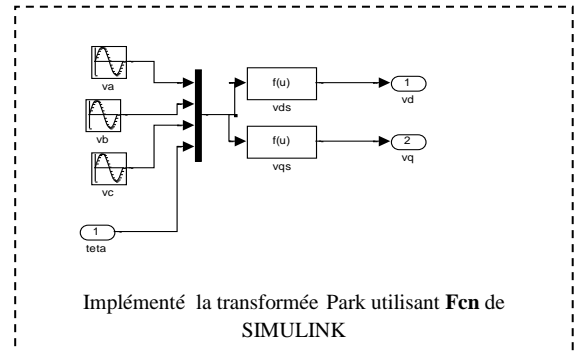 va
vb
vc
1
teta
f(u)
vds
f(u)
vqs
1
vd
2
vq
Implémenté la transformée Park utilisant Fcn de
SIMULINK